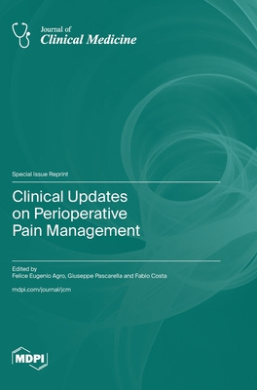 Journal of
Clinical Medicine
Special Issue Reprint
Clinical Updates
on Perioperative
Pain Management
Edited by
Felice Eugenio Agro, Giuseppe Pascarella and Fabio Costa
mdpi.com/journal/jcm
MDPI